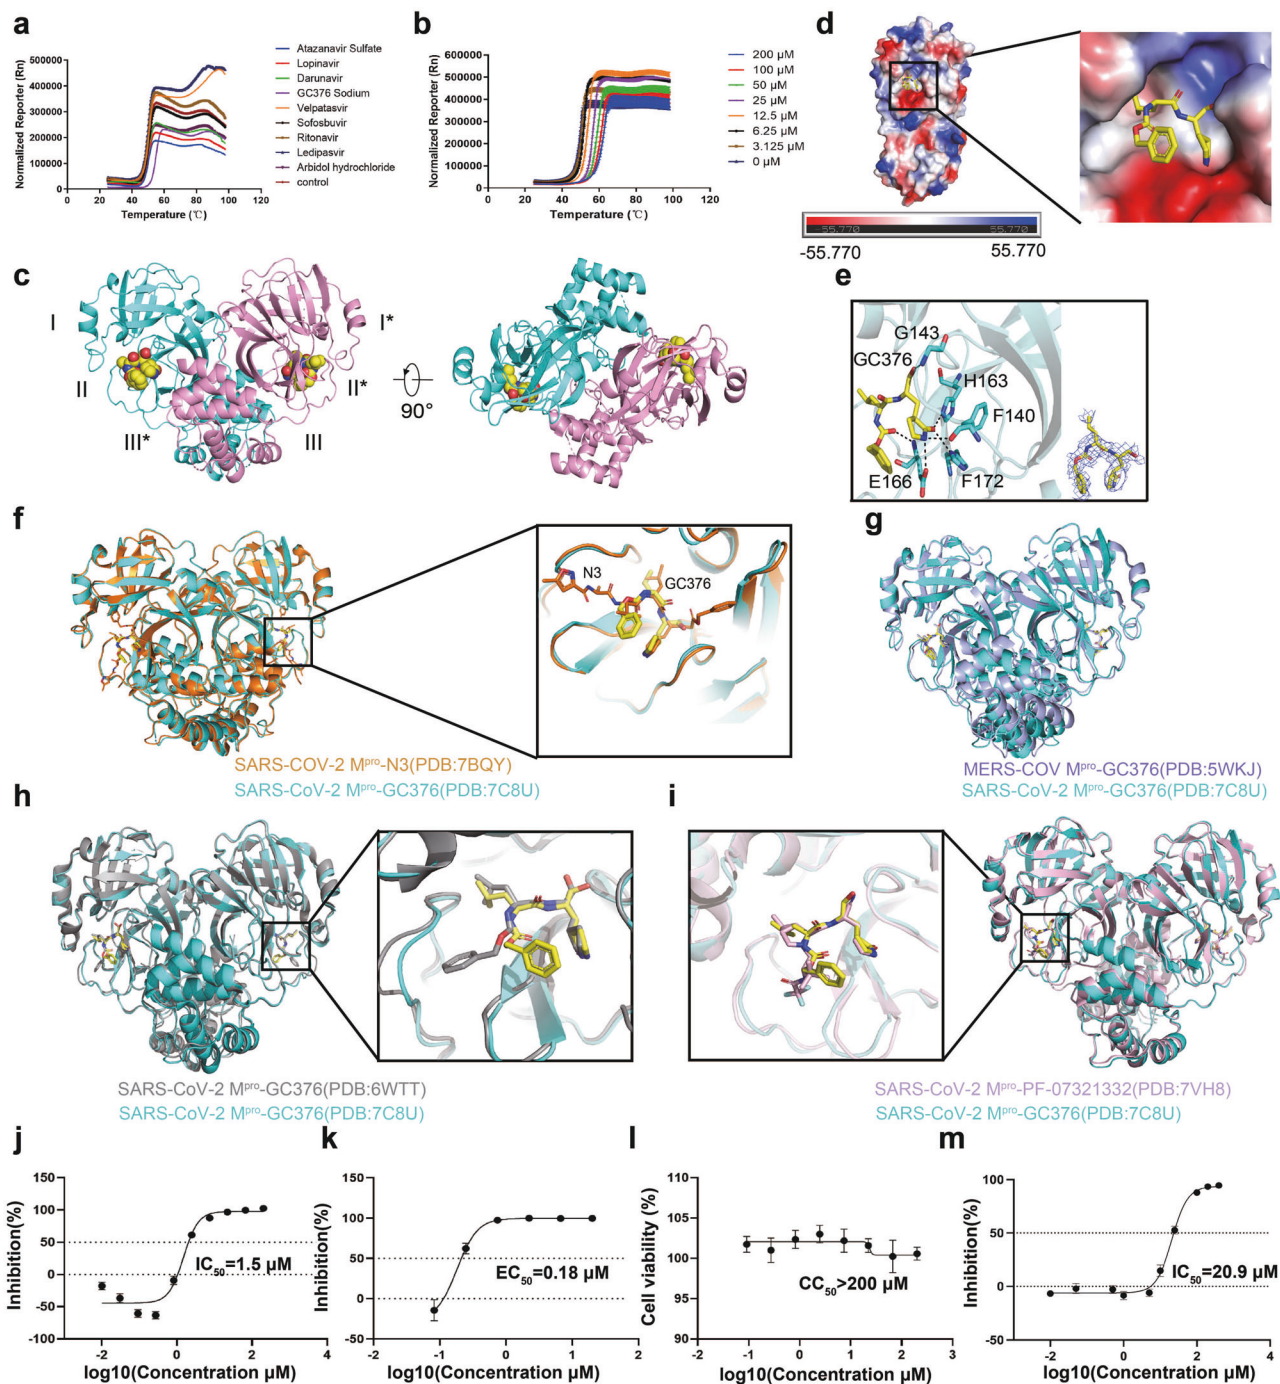 a
Normalized Reporter (Rn)
500000
400000
300000
200000
100000
0
0 20 40 60 80 100 120
Temperature (℃)
Atazanavir Sulfate
Lopinavir
Darunavir
GC376 Sodium
Velpatasvir
Sofosbuvir
Ritonavir
Ledipasvir
Arbidol hydrochloride
control
b
Normalized Reporter (Rn)
600000
500000
400000
300000
200000
100000
0
0 20 40 60 80 100 120
Temperature (℃)
200 μM
100 μM
50 μM
25 μM
12.5 μM
6.25 μM
3.125 μM
0 μM
d
-55.770 55.770
-55.770 55.770
c
I
II
III*
I*
II*
III
90°
e
G143
GC376
H163
F140
E166
F172
f
N3
GC376
SARS-COV-2 Mᵖʳᵒ-N3(PDB:7BQY)
SARS-CoV-2 Mᵖʳᵒ-GC376(PDB:7C8U)
g
MERS-COV Mᵖʳᵒ-GC376(PDB:5WKJ)
SARS-CoV-2 Mᵖʳᵒ-GC376(PDB:7C8U)
h
SARS-CoV-2 Mᵖʳᵒ-GC376(PDB:6WTT)
SARS-CoV-2 Mᵖʳᵒ-GC376(PDB:7C8U)
i
SARS-CoV-2 Mᵖʳᵒ-PF-07321332(PDB:7VH8)
SARS-CoV-2 Mᵖʳᵒ-GC376(PDB:7C8U)
j
Inhibition(%)
150
100
50
0
-50
-100
IC₅₀=1.5 μM
-2 0 2 4
log10(Concentration μM)
k
Inhibition(%)
150
100
50
0
-50
EC₅₀=0.18 μM
-2 -1 0 1 2
log10(Concentration μM)
l
Cell viability (%)
110
105
100
95
90
CC₅₀>200 μM
-2 -1 0 1 2 3
log10(Concentration μM)
m
Inhibition(%)
100
50
0
-50
IC₅₀=20.9 μM
-2 0 2 4
log10(Concentration μM)